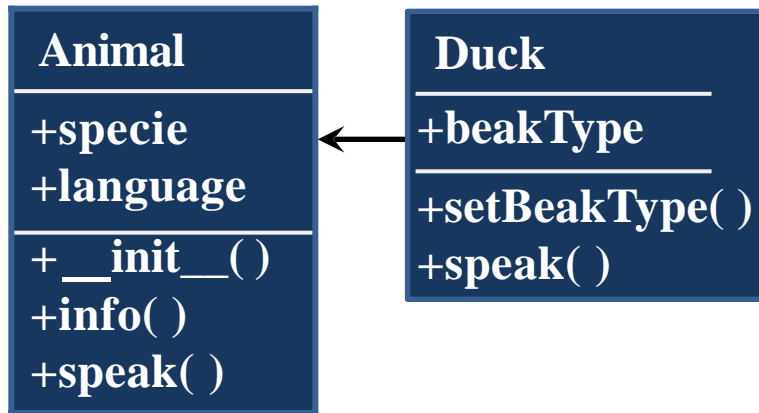 Animal
+specie
+language
+__init__( )
+info( )
+speak( )
Duck
+beakType
+setBeakType( )
+speak( )